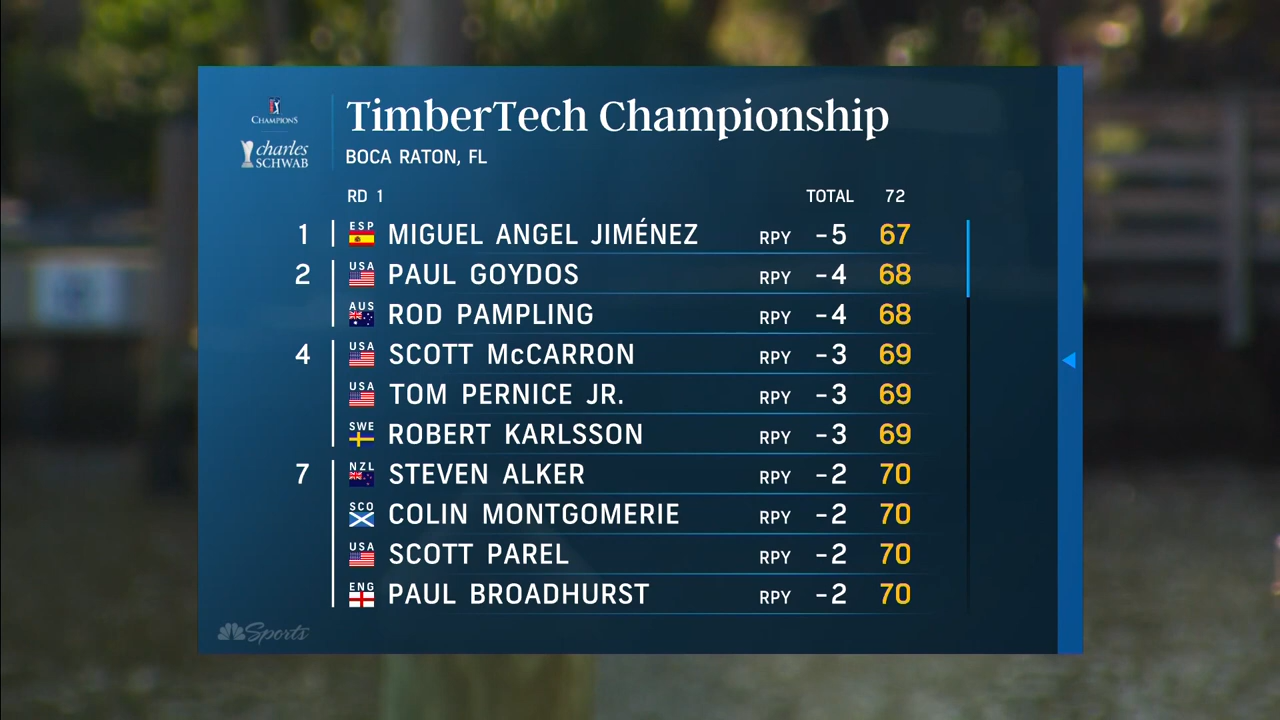 CHAMPIONS
charles
SCHWAB
TimberTech Championship
BOCA RATON, FL
RD 1 TOTAL 72
1 ESP MIGUEL ANGEL JIMÉNEZ RPY -5 67
2 USA PAUL GOYDOS RPY -4 68
AUS ROD PAMPLING RPY -4 68
4 USA SCOTT McCARRON RPY -3 69
USA TOM PERNICE JR. RPY -3 69
SWE ROBERT KARLSSON RPY -3 69
7 NZL STEVEN ALKER RPY -2 70
SCO COLIN MONTGOMERIE RPY -2 70
USA SCOTT PAREL RPY -2 70
ENG PAUL BROADHURST RPY -2 70
Sports